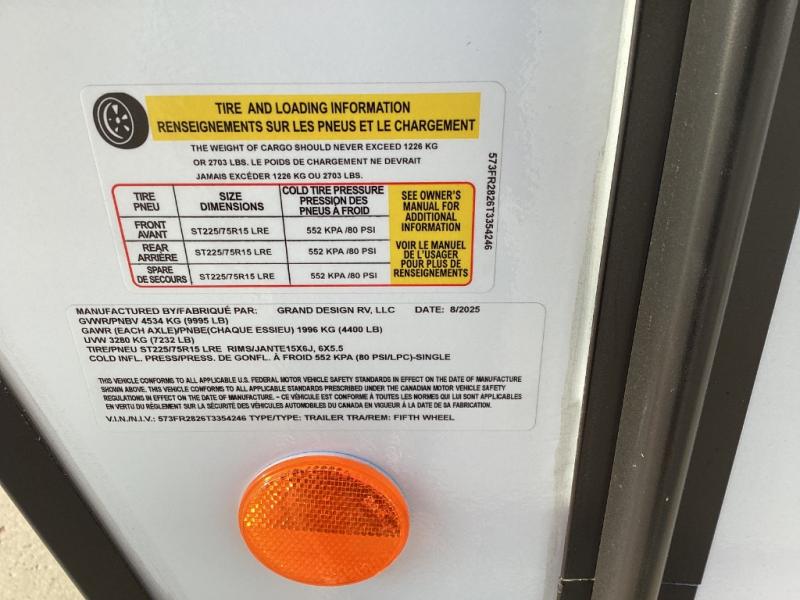 TIRE AND LOADING INFORMATION
RENSEIGNEMENTS SUR LES PNEUS ET LE CHARGEMENT
THE WEIGHT OF CARGO SHOULD NEVER EXCEED 1226 KG
OR 2703 LBS. LE POIDS DE CHARGEMENT NE DEVRAIT
JAMAIS EXCÉDER 1226 KG OU 2703 LBS.
TIRE PNEU SIZE DIMENSIONS COLD TIRE PRESSURE PRESSION DES PNEUS À FROID
FRONT AVANT ST225/75R15 LRE 552 KPA /80 PSI
REAR ARRIÈRE ST225/75R15 LRE 552 KPA /80 PSI
SPARE DE SECOURS ST225/75R15 LRE 552 KPA /80 PSI
SEE OWNER'S
MANUAL FOR
ADDITIONAL
INFORMATION
VOIR LE MANUEL
DE L'USAGER
POUR PLUS DE
RENSEIGNEMENTS
573FR2826T3354246
MANUFACTURED BY/FABRIQUÉ PAR: GRAND DESIGN RV, LLC DATE: 8/2025
GVWR/PNBV 4534 KG (9995 LB)
GAWR (EACH AXLE)/PNBE(CHAQUE ESSIEU) 1996 KG (4400 LB)
UVW 3280 KG (7232 LB)
TIRE/PNEU ST225/75R15 LRE RIMS/JANTE15X6J, 6X5.5
COLD INFL. PRESS/PRESS. DE GONFL. À FROID 552 KPA (80 PSI/LPC)-SINGLE
THIS VEHICLE CONFORMS TO ALL APPLICABLE U.S. FEDERAL MOTOR VEHICLE SAFETY STANDARDS IN EFFECT ON THE DATE OF MANUFACTURE
SHOWN ABOVE. THIS VEHICLE CONFORMS TO ALL APPLICABLE STANDARDS PRESCRIBED UNDER THE CANADIAN MOTOR VEHICLE SAFETY
REGULATIONS IN EFFECT ON THE DATE OF MANUFACTURE. - CE VÉHICULE EST CONFORME À TOUTES LES NORMES QUI LUI SONT APPLICABLES
EN VERTU DU RÈGLEMENT SUR LA SÉCURITÉ DES VÉHICULES AUTOMOBILES DU CANADA EN VIGUEUR À LA DATE DE SA FABRICATION.
V.I.N./N.I.V.: 573FR2826T3354246 TYPE/TYPE: TRAILER TRA/REM: FIFTH WHEEL